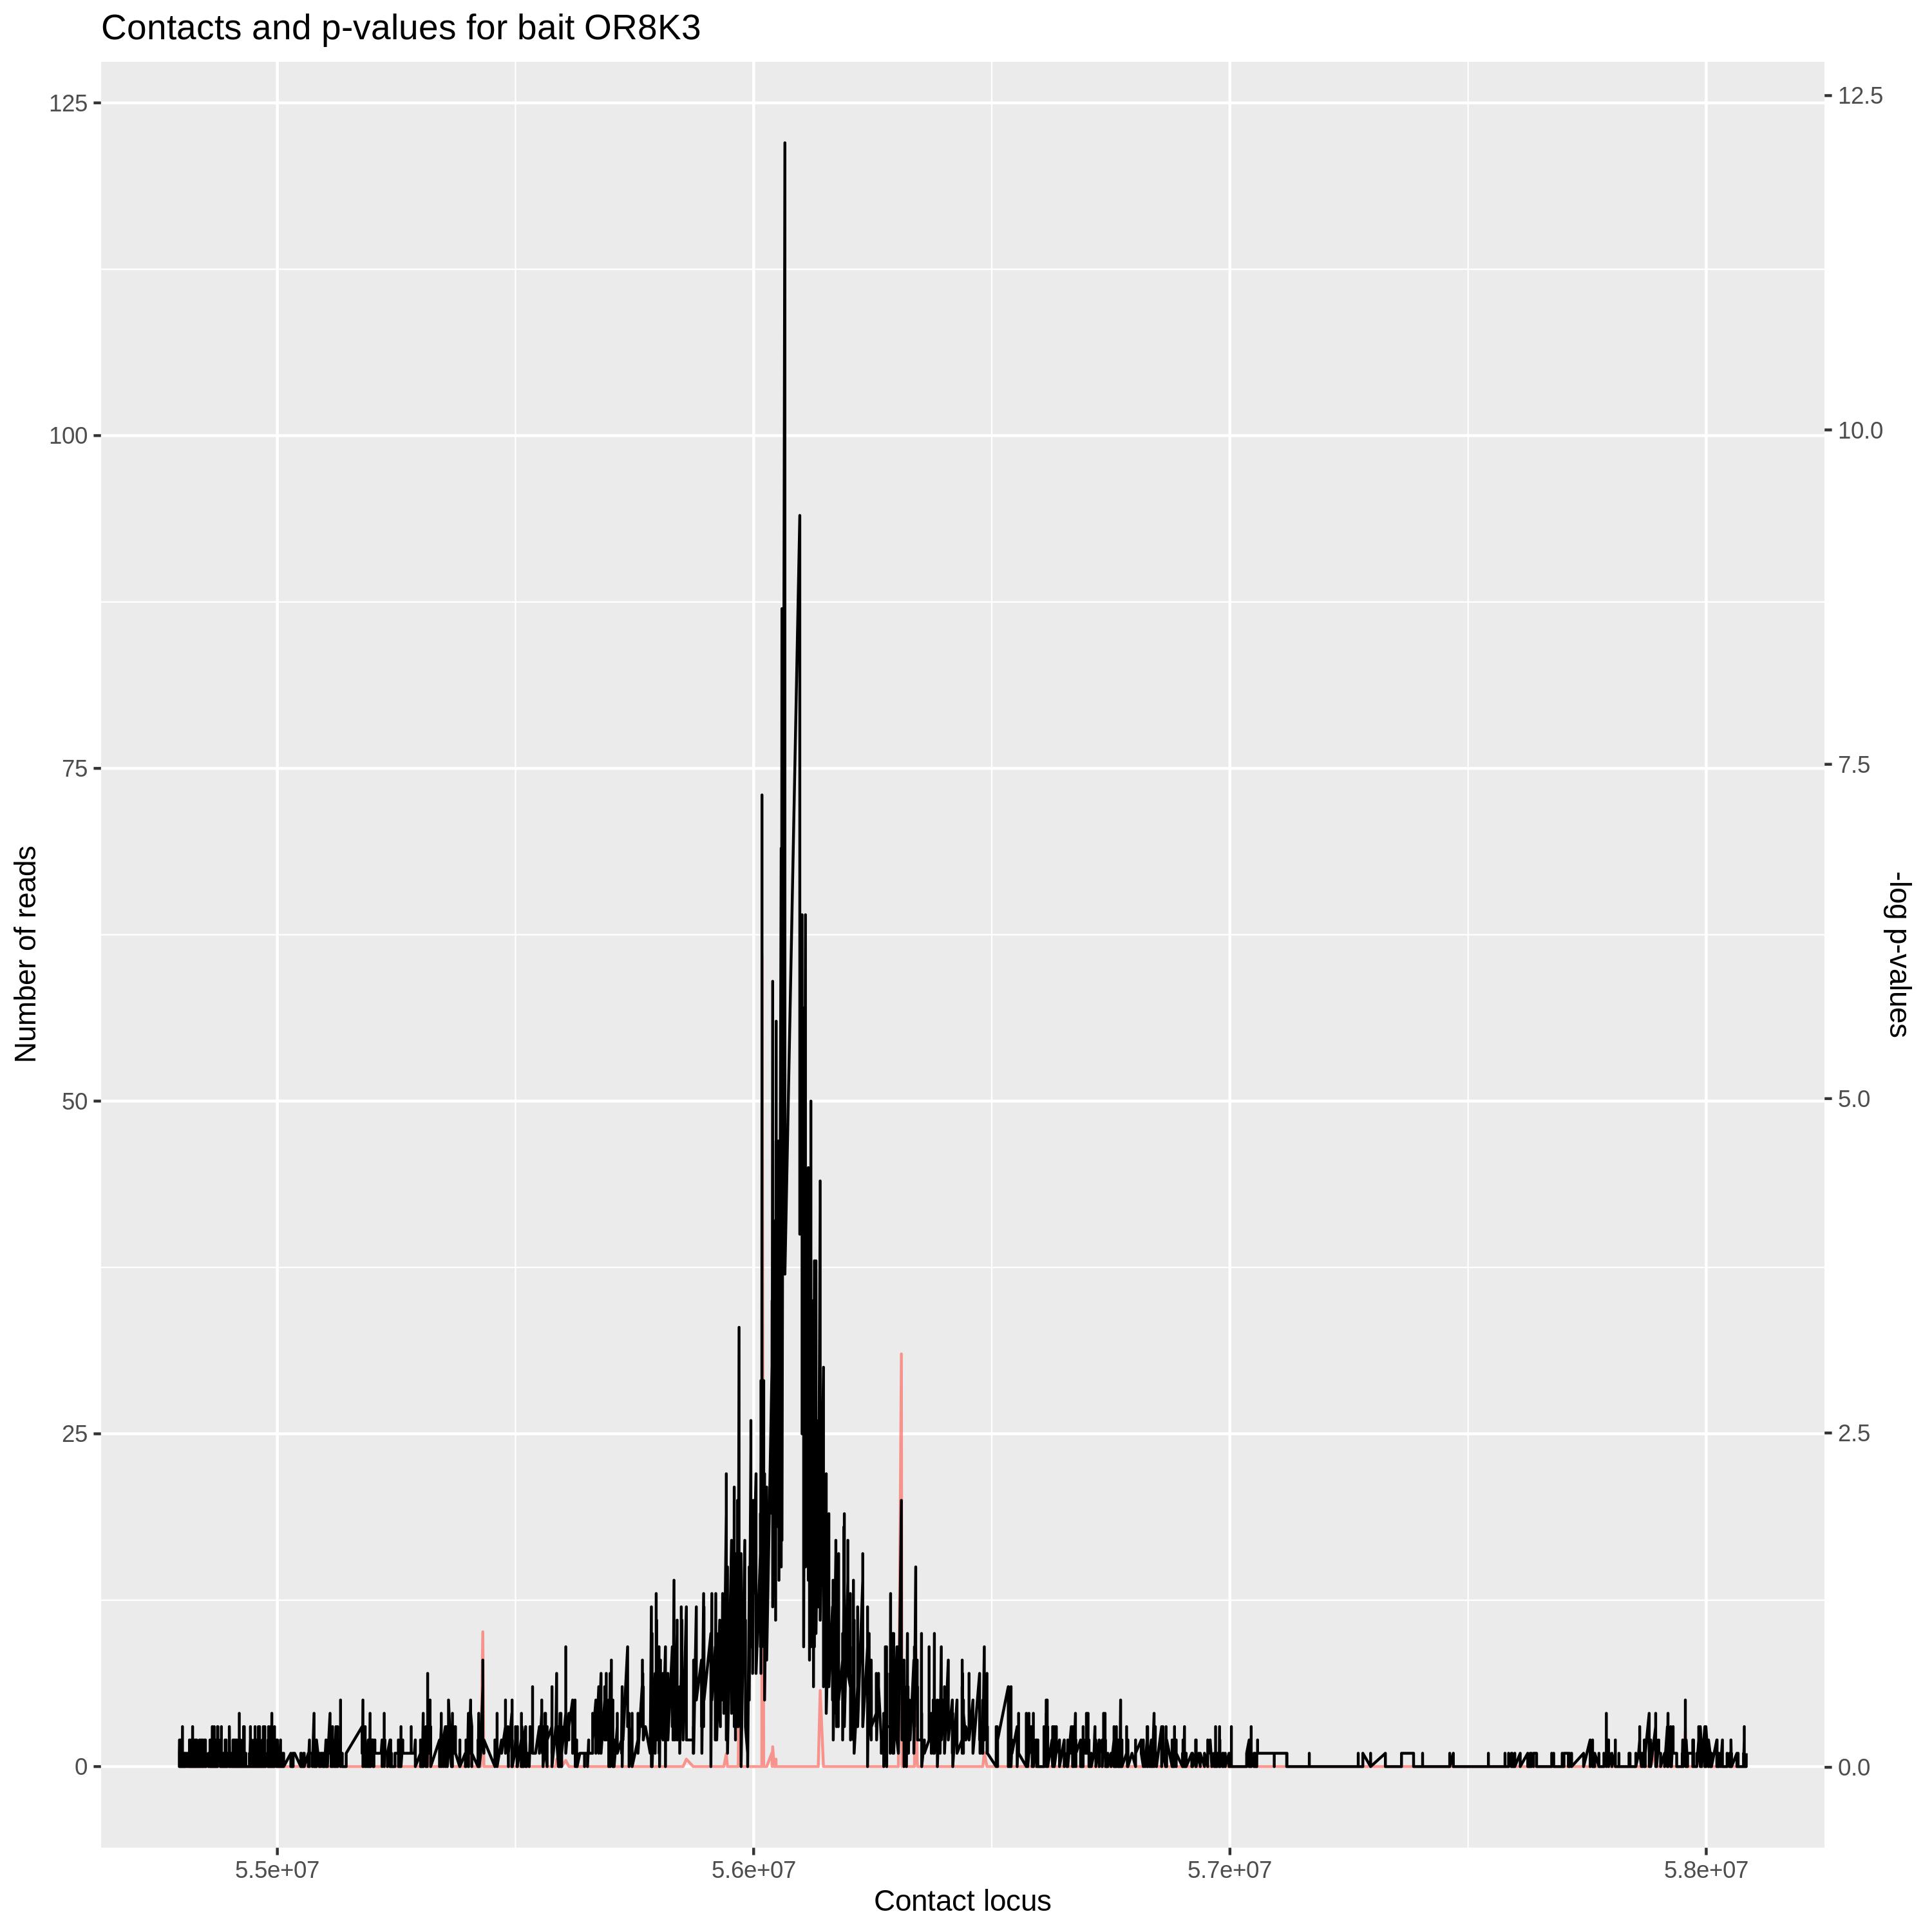 Contacts and p-values for bait OR8K3
125
100
75
50
25
0
Number of reads
12.5
10.0
7.5
5.0
2.5
0.0
-log p-values
5.5e+07
5.6e+07
5.7e+07
5.8e+07
Contact locus